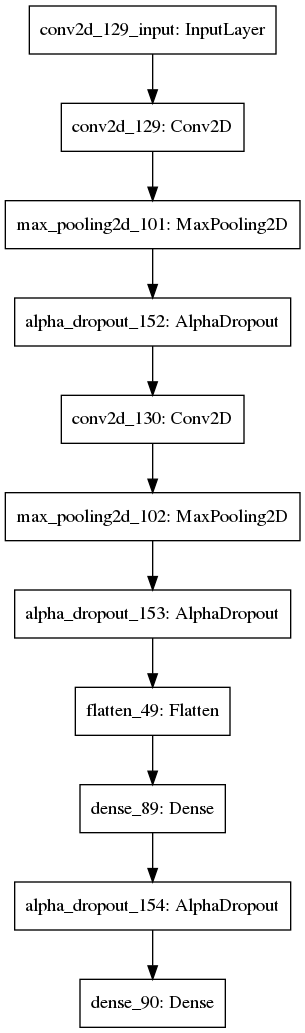 conv2d_129_input: InputLayer
conv2d_129: Conv2D
max_pooling2d_101: MaxPooling2D
alpha_dropout_152: AlphaDropout
conv2d_130: Conv2D
max_pooling2d_102: MaxPooling2D
alpha_dropout_153: AlphaDropout
flatten_49: Flatten
dense_89: Dense
alpha_dropout_154: AlphaDropout
dense_90: Dense